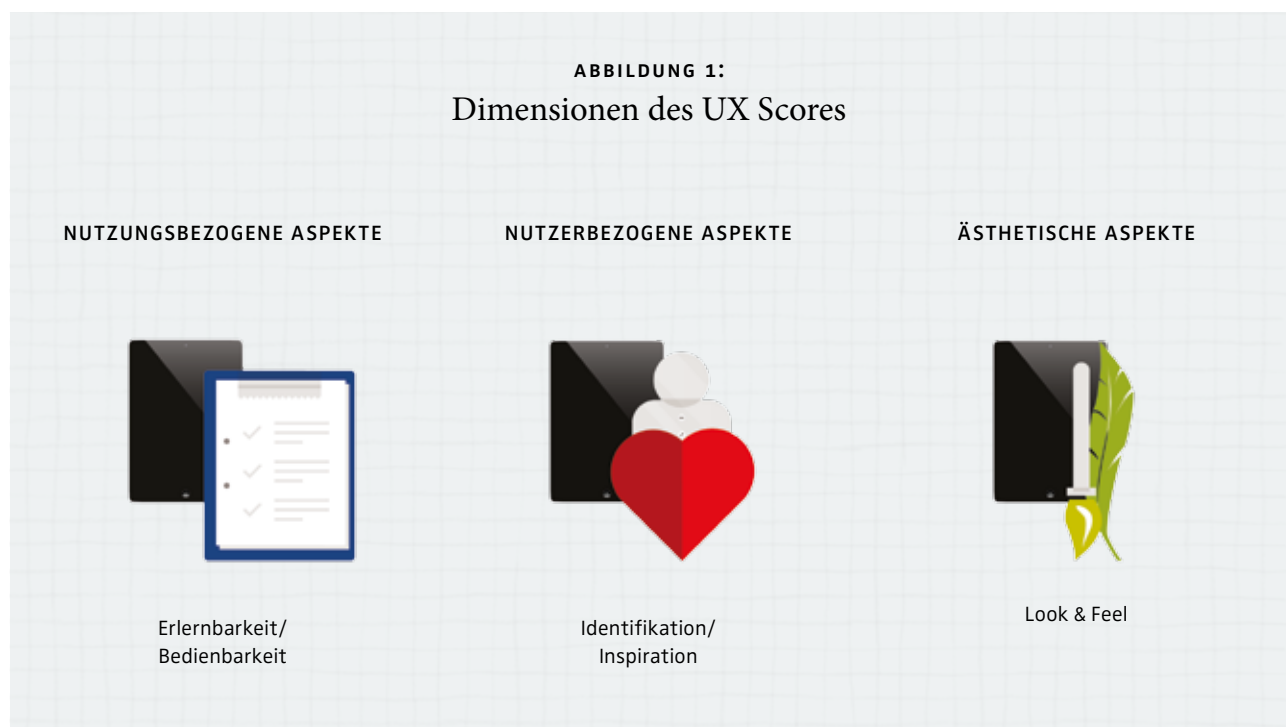 ABBILDUNG 1:
Dimensionen des UX Scores
NUTZUNGSBEZOGENE ASPEKTE
NUTZERBEZOGENE ASPEKTE
ÄSTHETISCHE ASPEKTE
Erlernbarkeit/
Bedienbarkeit
Identifikation/
Inspiration
Look & Feel